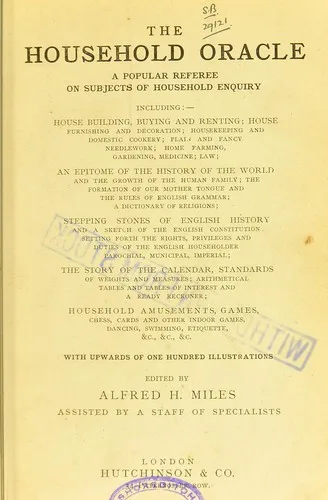 S.B
29121
THE
HOUSEHOLD ORACLE
A POPULAR REFEREE
ON SUBJECTS OF HOUSEHOLD ENQUIRY
INCLUDING:—
HOUSE BUILDING, BUYING AND RENTING; HOUSE
FURNISHING AND DECORATION; HOUSEKEEPING AND
DOMESTIC COOKERY; PLAIN AND FANCY
NEEDLEWORK; HOME FARMING,
GARDENING, MEDICINE; LAW;
AN EPITOME OF THE HISTORY OF THE WORLD
AND THE GROWTH OF THE HUMAN FAMILY; THE
FORMATION OF OUR MOTHER TONGUE AND
THE RULES OF ENGLISH GRAMMAR;
A DICTIONARY OF RELIGIONS;
STEPPING STONES OF ENGLISH HISTORY
AND A SKETCH OF THE ENGLISH CONSTITUTION
SETTING FORTH THE RIGHTS, PRIVILEGES AND
DUTIES OF THE ENGLISH HOUSEHOLDER
PAROCHIAL, MUNICIPAL, IMPERIAL;
THE STORY OF THE CALENDAR, STANDARDS
OF WEIGHTS AND MEASURES; ARITHMETICAL
TABLES AND TABLES OF INTEREST AND
A READY RECKONER;
HOUSEHOLD AMUSEMENTS, GAMES,
CHESS, CARDS AND OTHER INDOOR GAMES,
DANCING, SWIMMING, ETIQUETTE,
&C., &C., &C.
WITH UPWARDS OF ONE HUNDRED ILLUSTRATIONS
EDITED BY
ALFRED H. MILES
ASSISTED BY A STAFF OF SPECIALISTS
LONDON
HUTCHINSON & CO.
ROW.